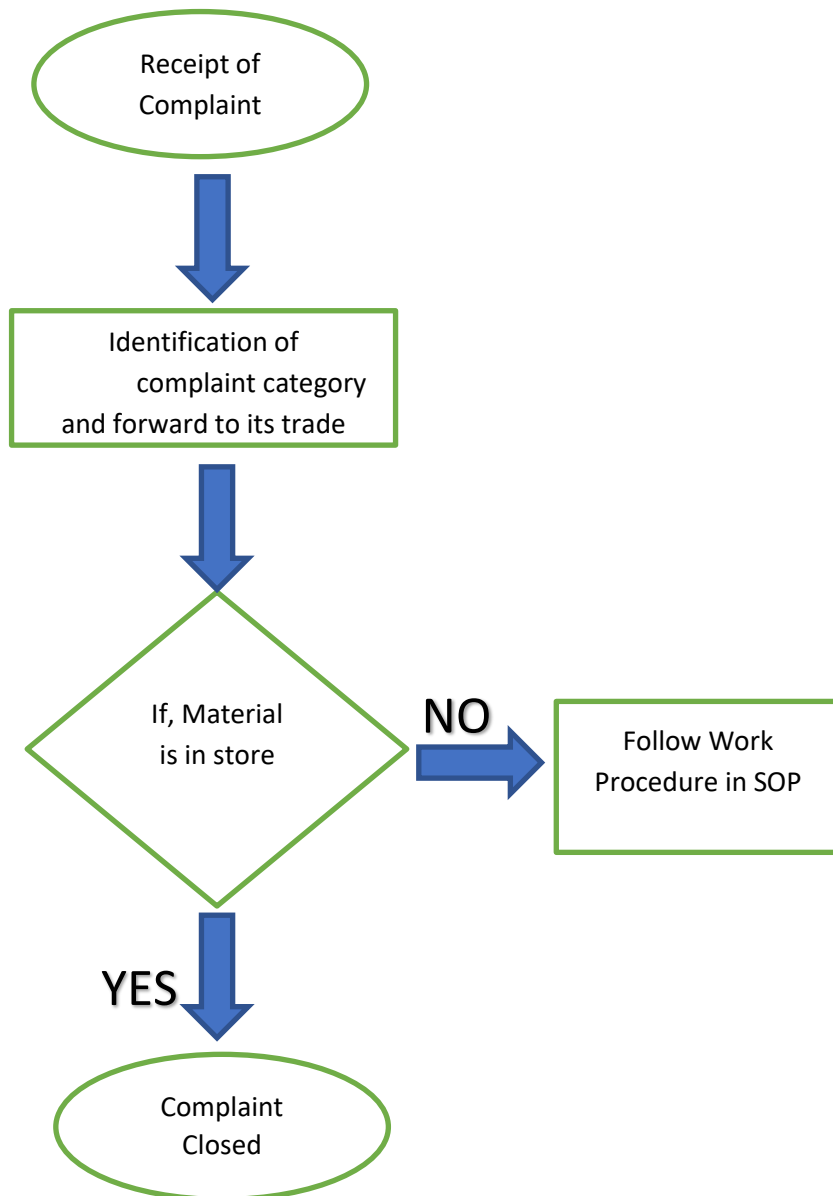 Receipt of
Complaint
Identification of
complaint category
and forward to its trade
If, Material
is in store
NO
Follow Work
Procedure in SOP
YES
Complaint
Closed